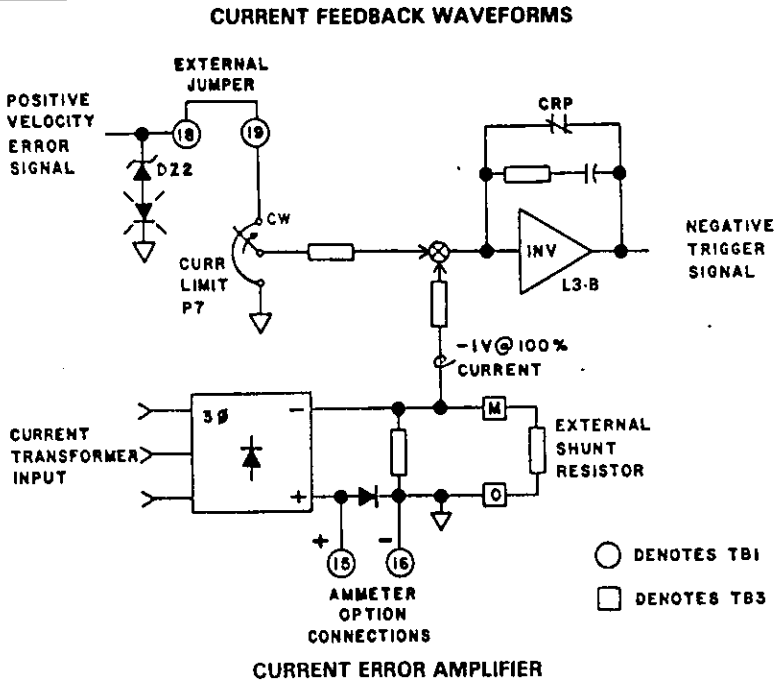 CURRENT FEEDBACK WAVEFORMS
EXTERNAL
JUMPER
POSITIVE
VELOCITY
ERROR
SIGNAL
18
19
DZ2
CW
CURR
LIMIT
P7
CRP
INV
L3-B
NEGATIVE
TRIGGER
SIGNAL
-1V@100%
CURRENT
CURRENT
TRANSFORMER
INPUT
3Ø
-
+
M
O
EXTERNAL
SHUNT
RESISTOR
+
-
15
16
AMMETER
OPTION
CONNECTIONS
DENOTES TB1
DENOTES TB3
CURRENT ERROR AMPLIFIER